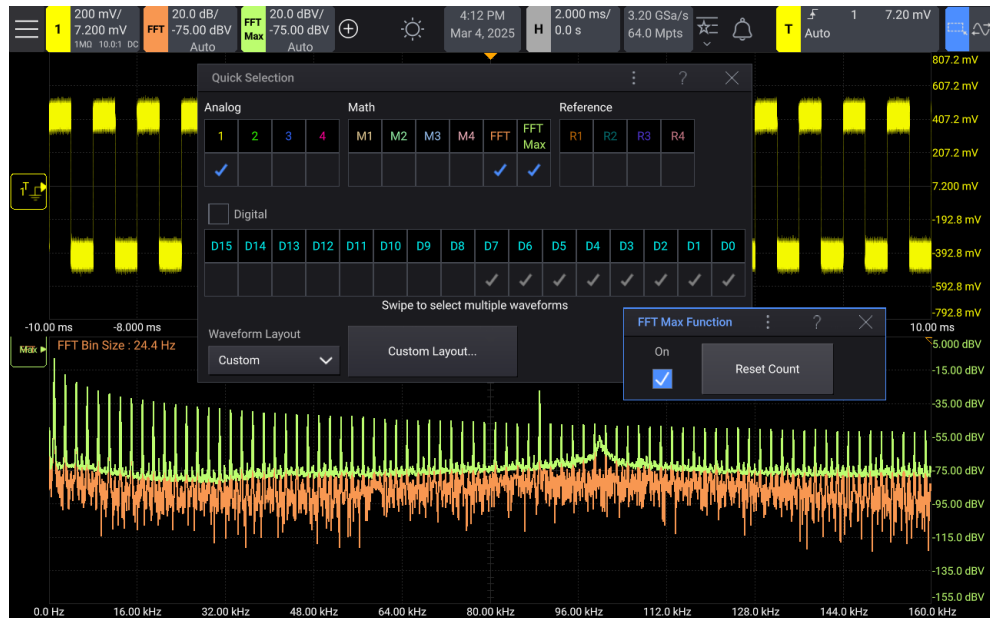 1
200 mV/
7.200 mV
1MΩ 10.0:1 DC
FFT
20.0 dB/
-75.00 dBV
Auto
FFT
Max
20.0 dBV/
-75.00 dBV
Auto
4:12 PM
Mar 4, 2025
H
2.000 ms/
0.0 s
3.20 GSa/s
64.0 Mpts
T
1
7.20 mV
Auto
807.2 mV
607.2 mV
407.2 mV
207.2 mV
7.200 mV
-192.8 mV
-392.8 mV
-592.8 mV
-792.8 mV
Quick Selection
?
Analog
Math
Reference
1 2 3 4
M1 M2 M3 M4 FFT FFT Max
R1 R2 R3 R4
Digital
D15 D14 D13 D12 D11 D10 D9 D8 D7 D6 D5 D4 D3 D2 D1 D0
Swipe to select multiple waveforms
Waveform Layout
Custom
Custom Layout...
FFT Max Function
?
On
Reset Count
-10.00 ms
-8.000 ms
10.00 ms
FFT Bin Size : 24.4 Hz
5.000 dBV
-15.00 dBV
-35.00 dBV
-55.00 dBV
-75.00 dBV
-95.00 dBV
-115.0 dBV
-135.0 dBV
-155.0 dBV
0.0 Hz
16.00 kHz
32.00 kHz
48.00 kHz
64.00 kHz
80.00 kHz
96.00 kHz
112.0 kHz
128.0 kHz
144.0 kHz
160.0 kHz